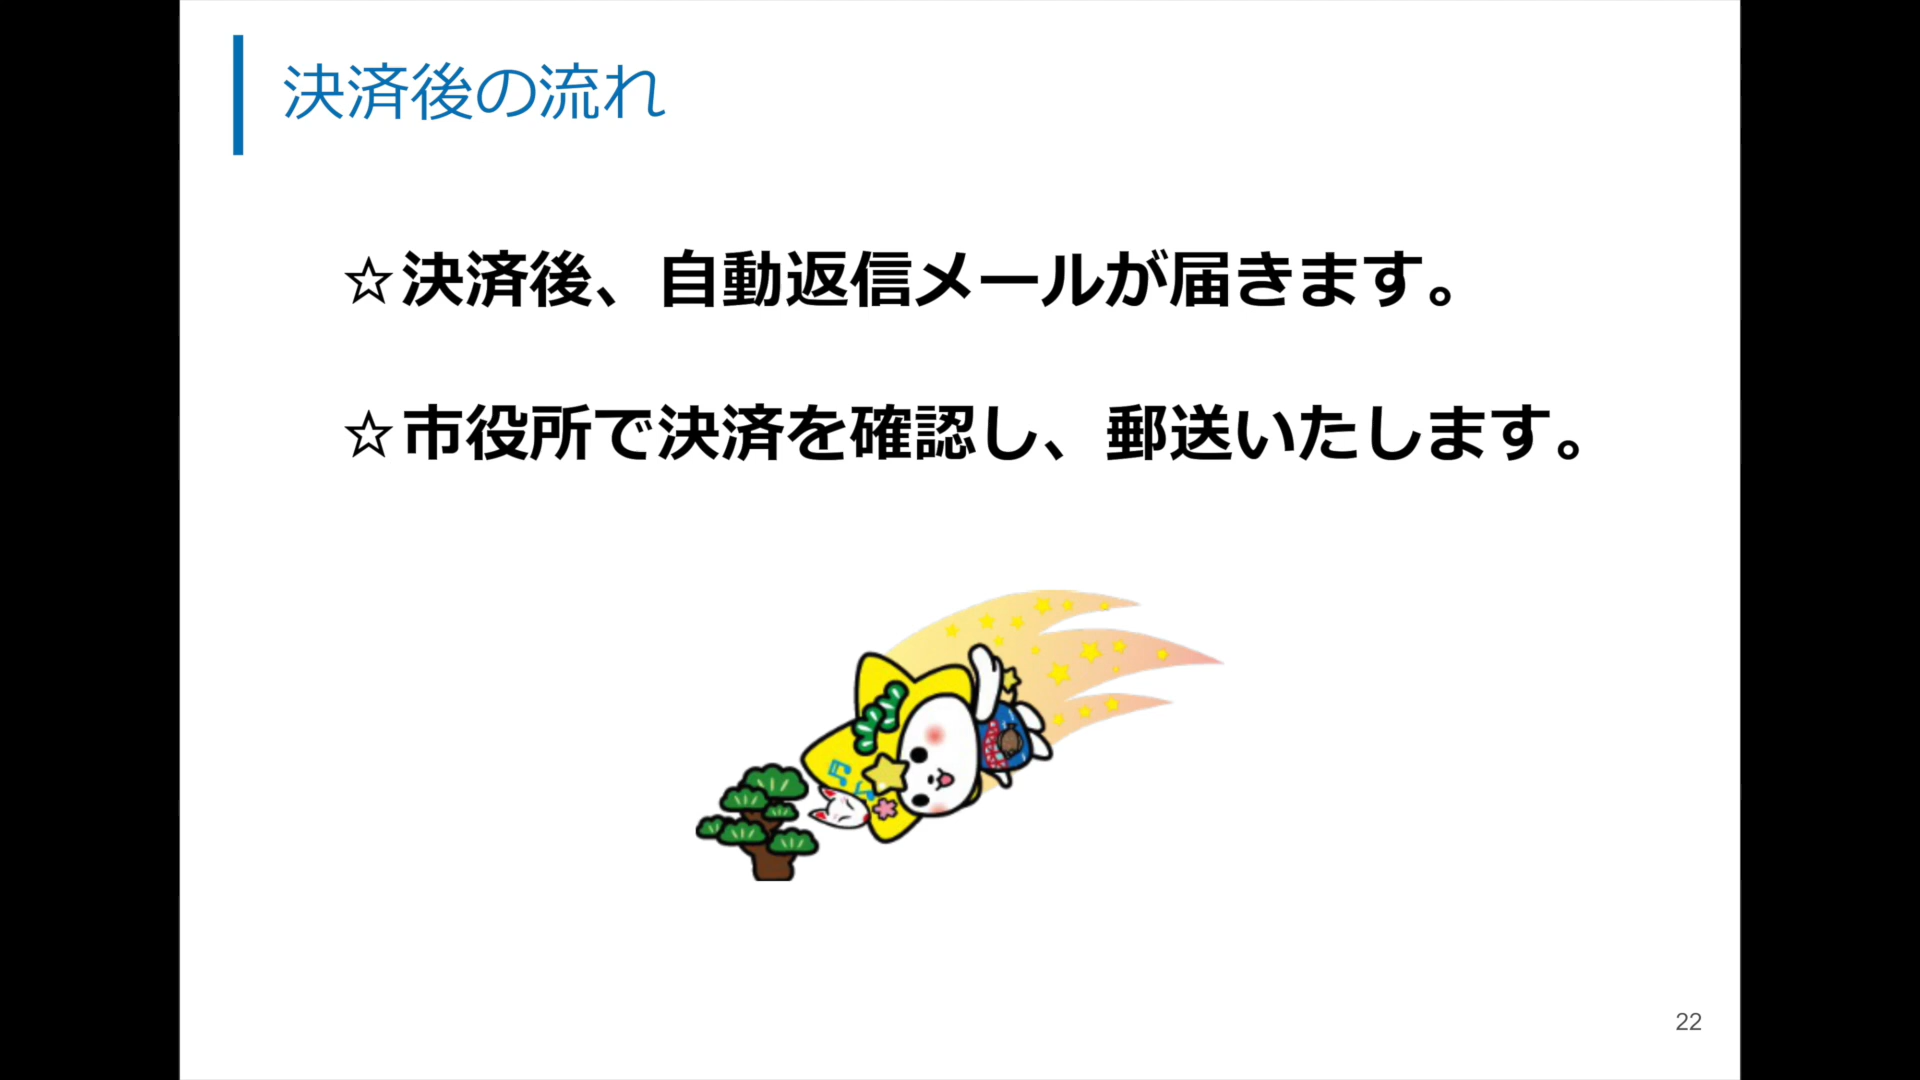 決済後の流れ
☆決済後、自動返信メールが届きます。
☆市役所で決済を確認し、郵送いたします。
22